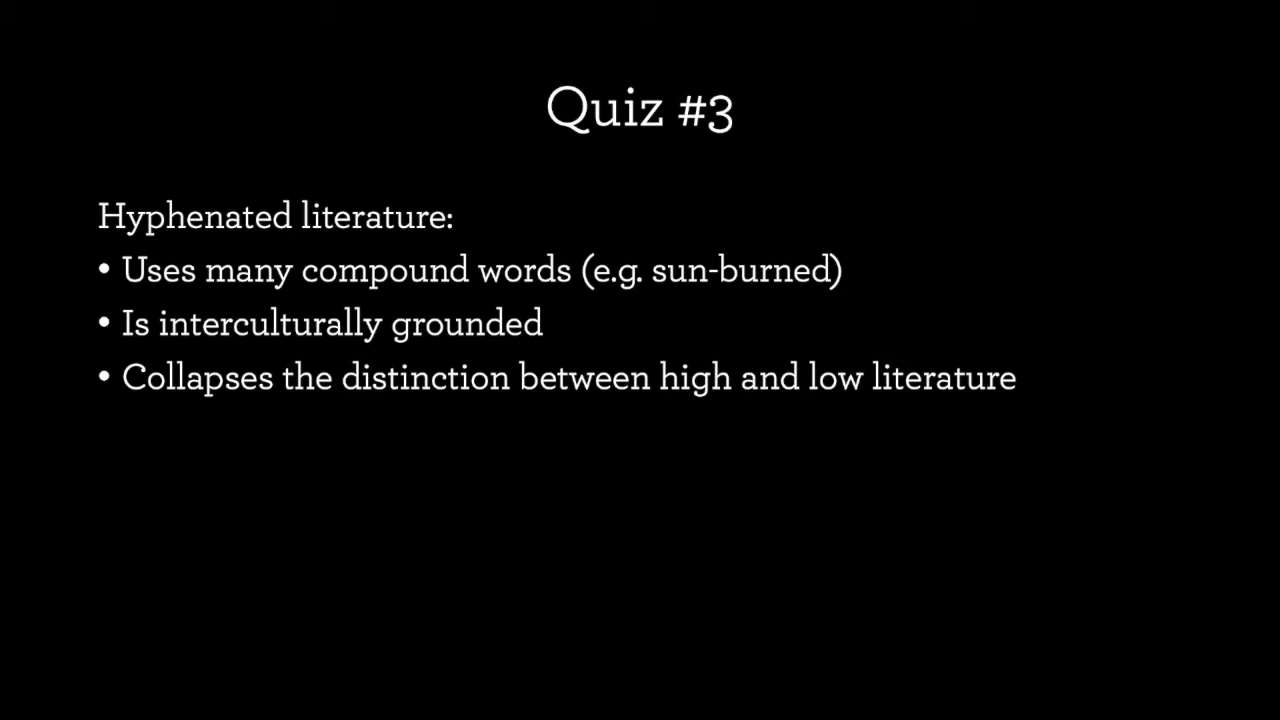 Quiz #3
Hyphenated literature:
• Uses many compound words (e.g. sun-burned)
• Is interculturally grounded
• Collapses the distinction between high and low literature